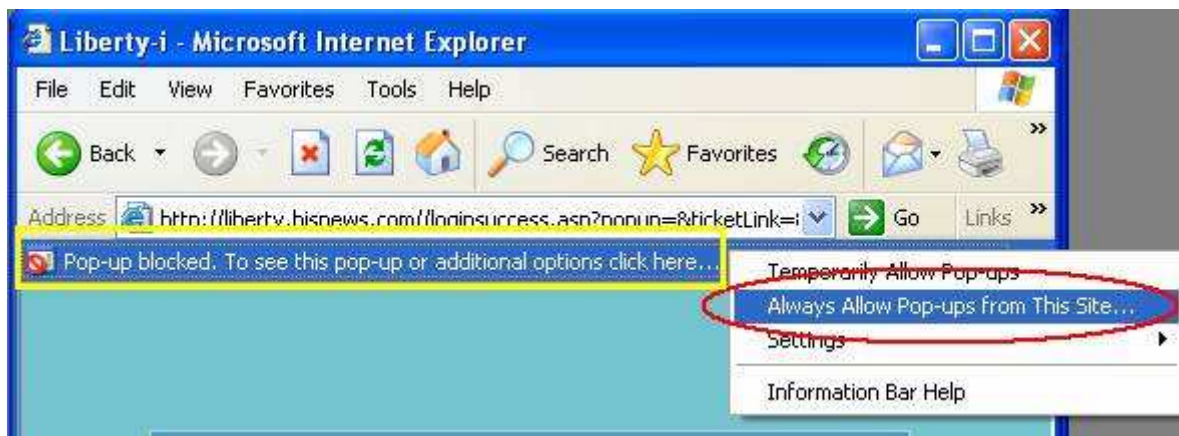 Liberty-i - Microsoft Internet Explorer
File Edit View Favorites Tools Help
Back Search Favorites »
Address http://liberty.bisnews.com//loginsuccess.asp?popup=&ticketLink=i Go Links »
Pop-up blocked. To see this pop-up or additional options click here...
Temporarily Allow Pop-ups
Always Allow Pop-ups from This Site...
Settings
Information Bar Help